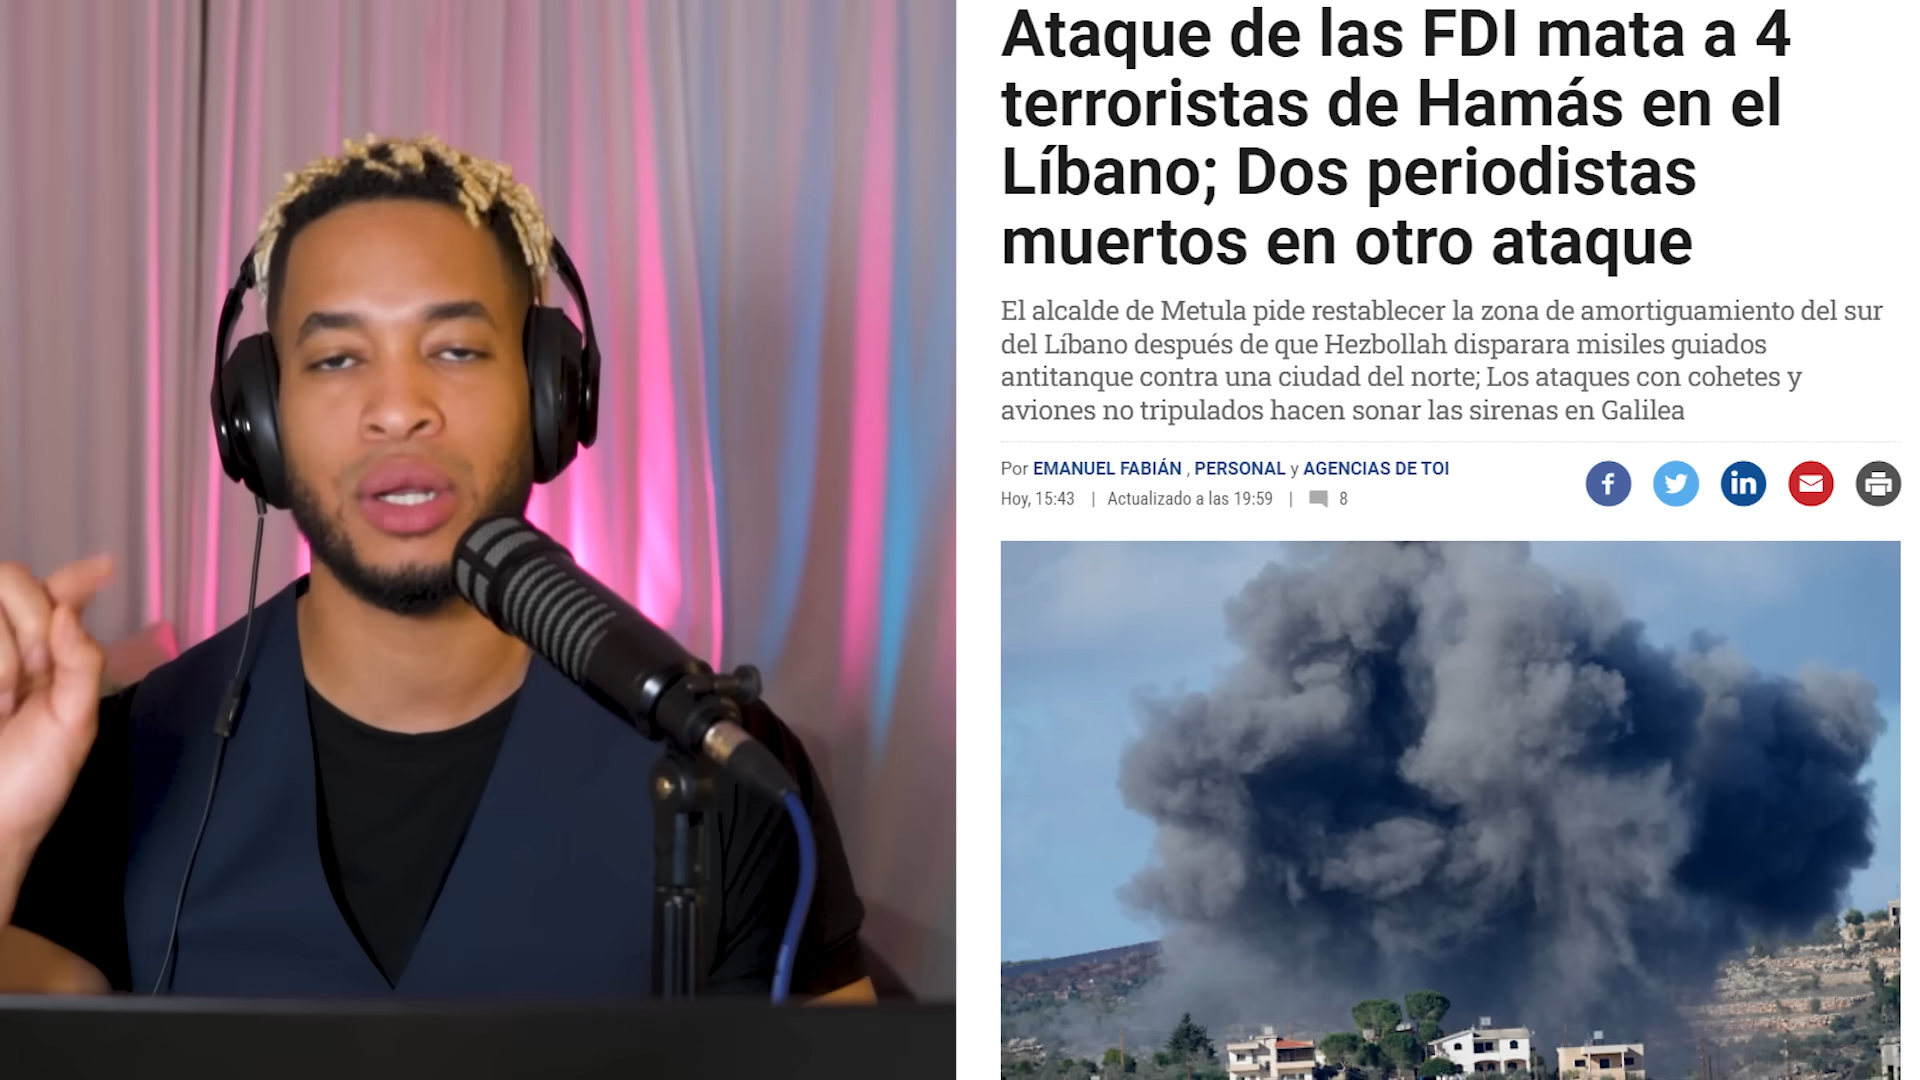 Ataque de las FDI mata a 4
terroristas de Hamás en el
Líbano; Dos periodistas
muertos en otro ataque
El alcalde de Metula pide restablecer la zona de amortiguamiento del sur
del Líbano después de que Hezbollah disparara misiles guiados
antitanque contra una ciudad del norte; Los ataques con cohetes y
aviones no tripulados hacen sonar las sirenas en Galilea
Por EMANUEL FABIÁN , PERSONAL y AGENCIAS DE TOI
Hoy, 15:43 | Actualizado a las 19:59 | 8